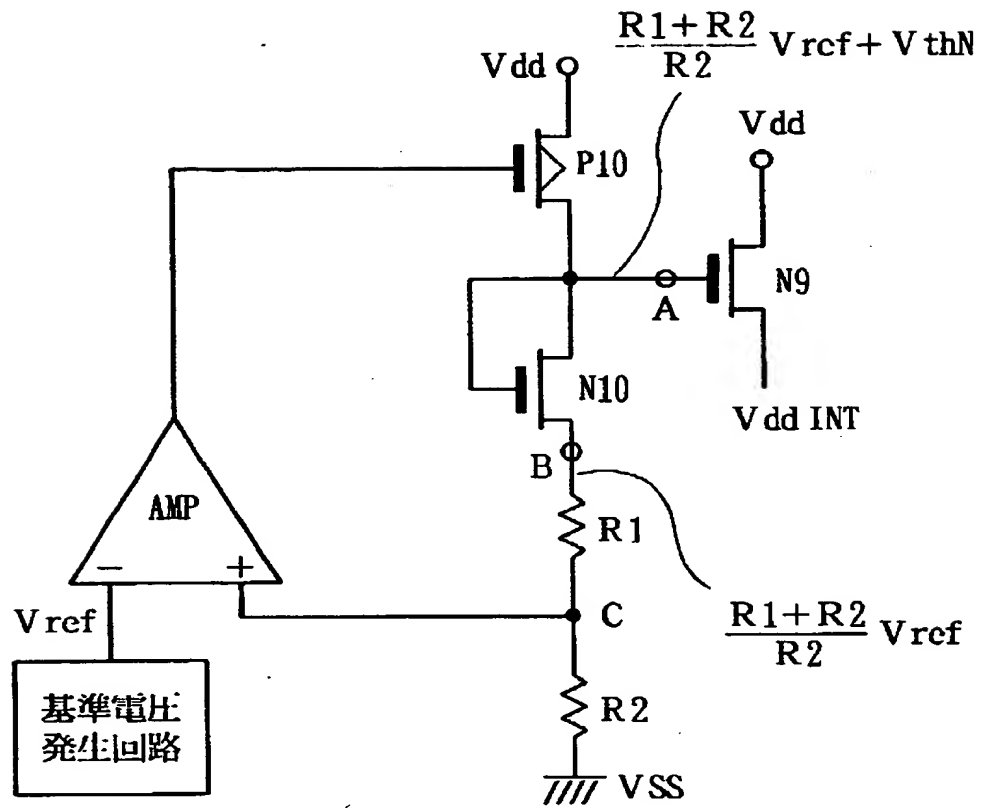 R1+R2
R2
Vref+VthN
Vdd
Vdd
P10
N9
A
N10
Vdd INT
B
AMP
R1
− +
Vref
C
R1+R2
R2
Vref
基準電圧
発生回路
R2
VSS